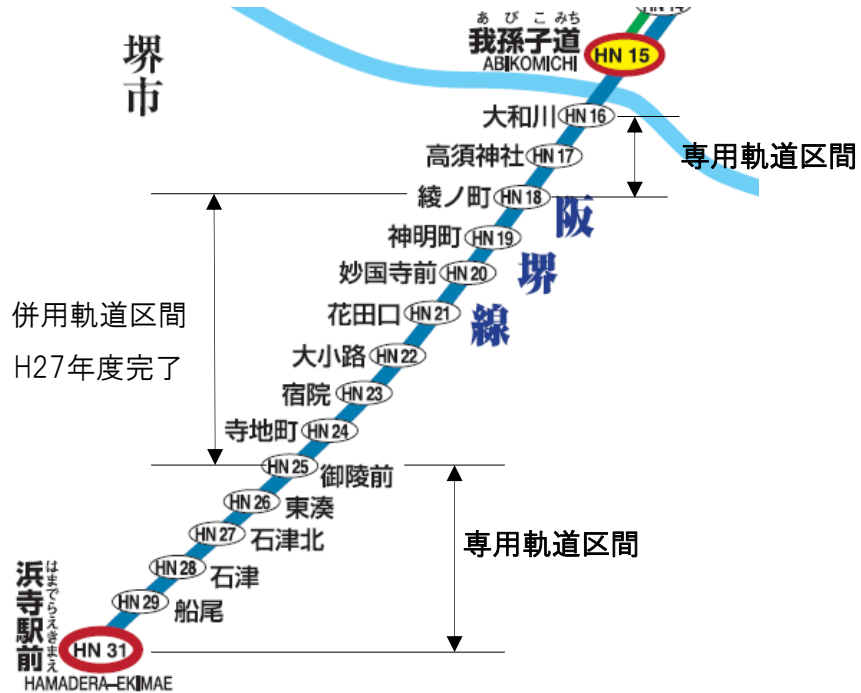 HN 14
堺市
あびこみち
我孫子道
ABIKOMICHI
HN 15
大和川 HN 16
高須神社 HN 17
専用軌道区間
綾ノ町 HN 18
阪堺線
神明町 HN 19
妙国寺前 HN 20
花田口 HN 21
併用軌道区間
H27年度完了
大小路 HN 22
宿院 HN 23
寺地町 HN 24
HN 25 御陵前
HN 26 東湊
HN 27 石津北
専用軌道区間
HN 28 石津
HN 29 船尾
浜寺駅前
はまでらえきまえ
HN 31
HAMADERA-EKIMAE